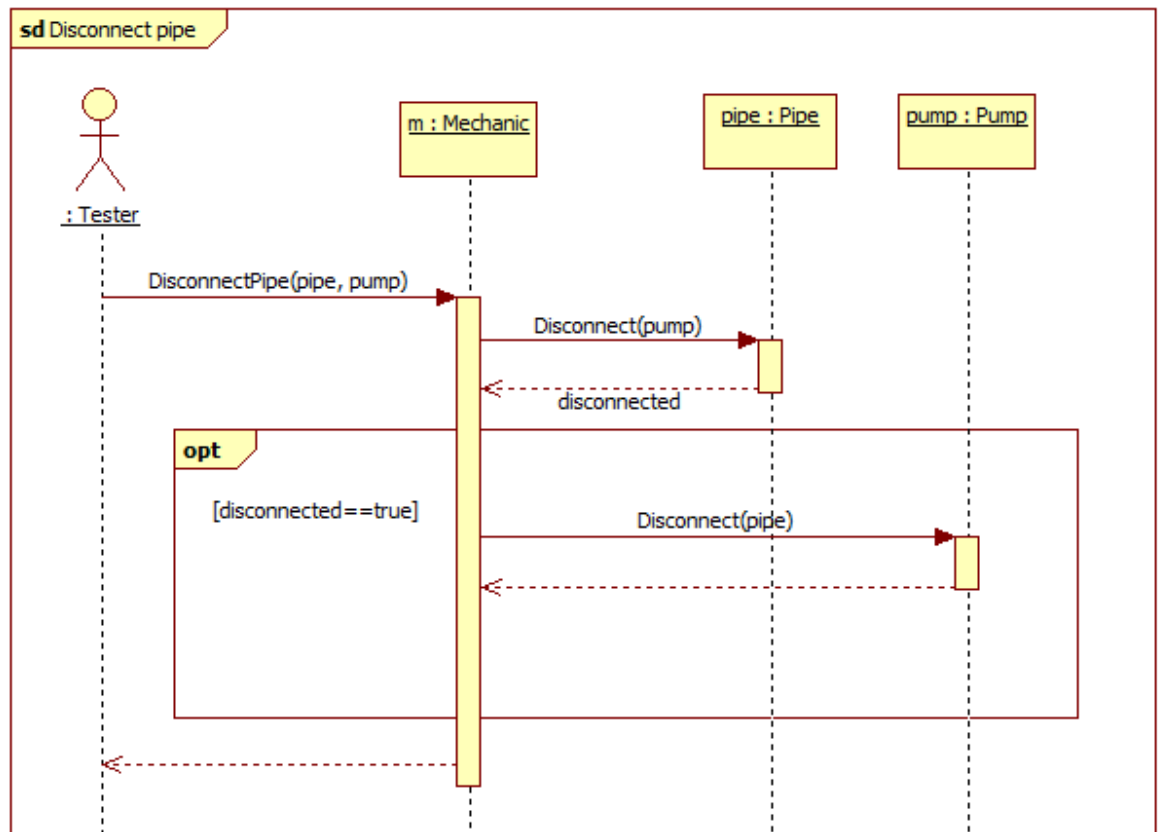 sd Disconnect pipe
: Tester
m : Mechanic
pipe : Pipe
pump : Pump
DisconnectPipe(pipe, pump)
Disconnect(pump)
disconnected
opt
[disconnected==true]
Disconnect(pipe)